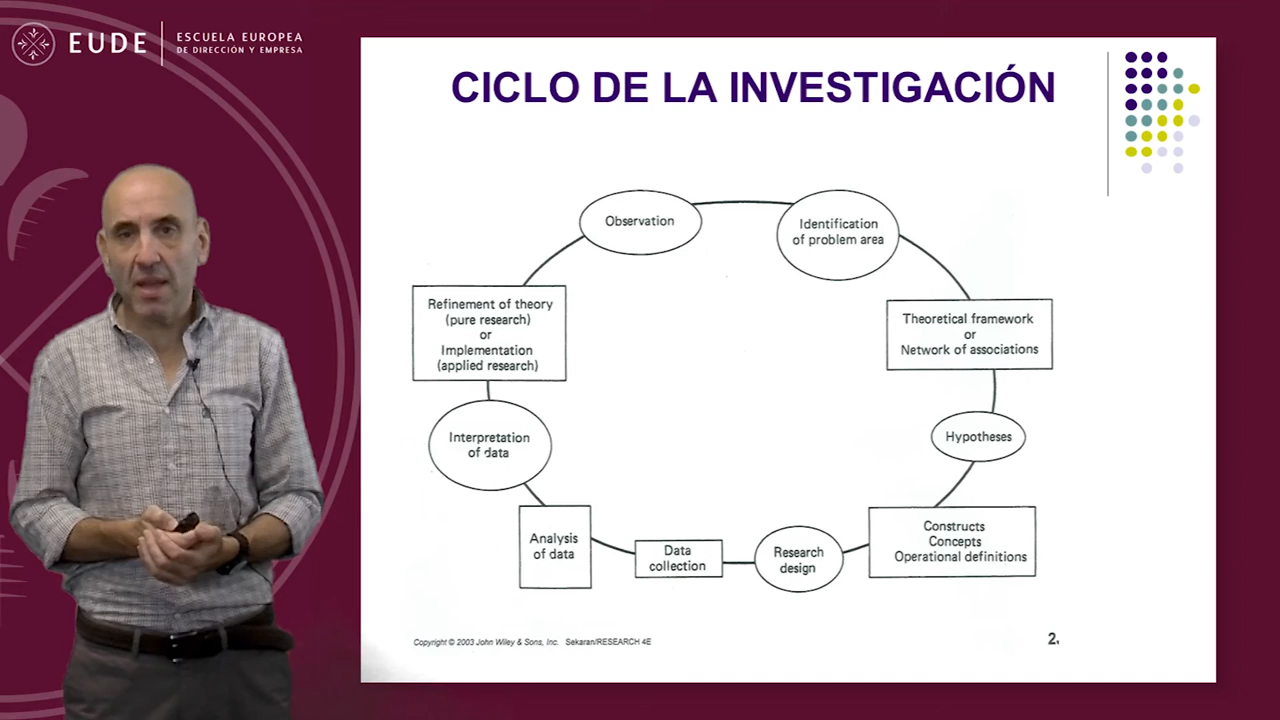 EUDE
ESCUELA EUROPEA
DE DIRECCIÓN Y EMPRESA
CICLO DE LA INVESTIGACIÓN
Observation
Identification
of problem area
Theoretical framework
or
Network of associations
Hypotheses
Constructs
Concepts
Operational definitions
Research
design
Data
collection
Analysis
of data
Interpretation
of data
Refinement of theory
(pure research)
or
Implementation
(applied research)
Copyright © 2003 John Wiley & Sons, Inc. Sekaran/RESEARCH 4E
2.